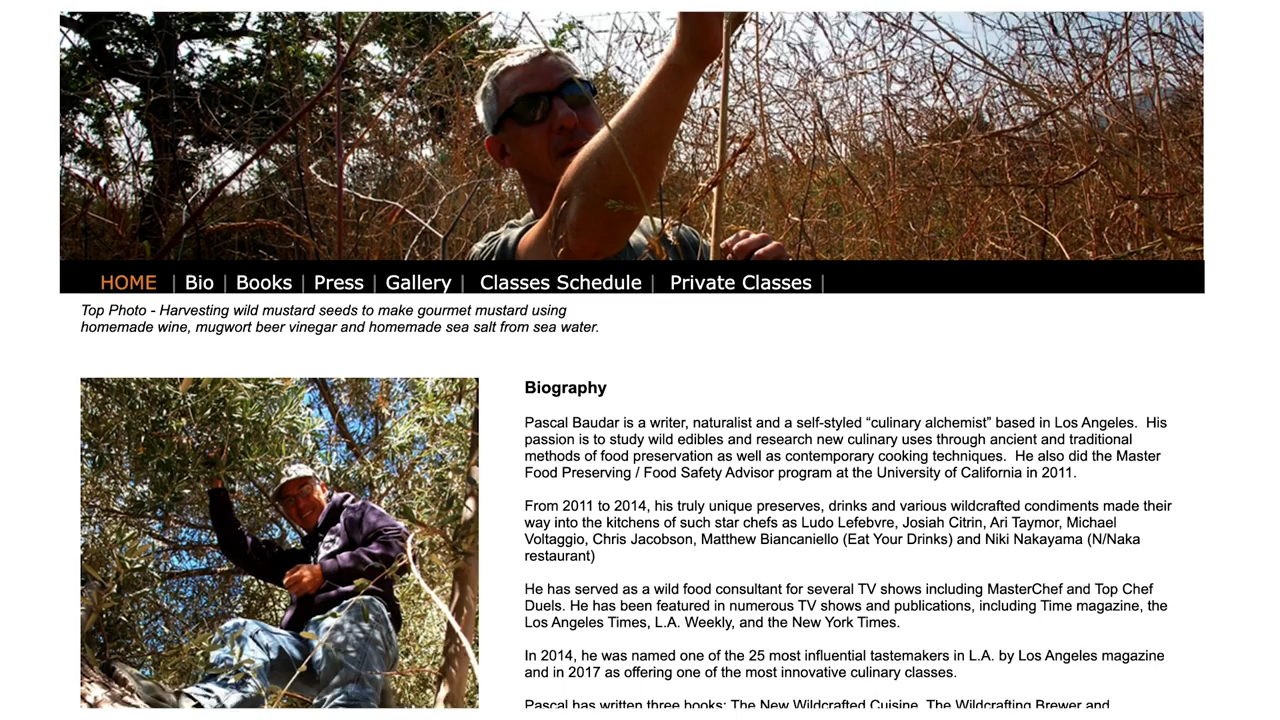 HOME | Bio | Books | Press | Gallery | Classes Schedule | Private Classes |
Top Photo - Harvesting wild mustard seeds to make gourmet mustard using
homemade wine, mugwort beer vinegar and homemade sea salt from sea water.
Biography
Pascal Baudar is a writer, naturalist and a self-styled “culinary alchemist” based in Los Angeles. His
passion is to study wild edibles and research new culinary uses through ancient and traditional
methods of food preservation as well as contemporary cooking techniques. He also did the Master
Food Preserving / Food Safety Advisor program at the University of California in 2011.
From 2011 to 2014, his truly unique preserves, drinks and various wildcrafted condiments made their
way into the kitchens of such star chefs as Ludo Lefebvre, Josiah Citrin, Ari Taymor, Michael
Voltaggio, Chris Jacobson, Matthew Biancaniello (Eat Your Drinks) and Niki Nakayama (N/Naka
restaurant)
He has served as a wild food consultant for several TV shows including MasterChef and Top Chef
Duels. He has been featured in numerous TV shows and publications, including Time magazine, the
Los Angeles Times, L.A. Weekly, and the New York Times.
In 2014, he was named one of the 25 most influential tastemakers in L.A. by Los Angeles magazine
and in 2017 as offering one of the most innovative culinary classes.
Pascal has written three books: The New Wildcrafted Cuisine, The Wildcrafting Brewer and